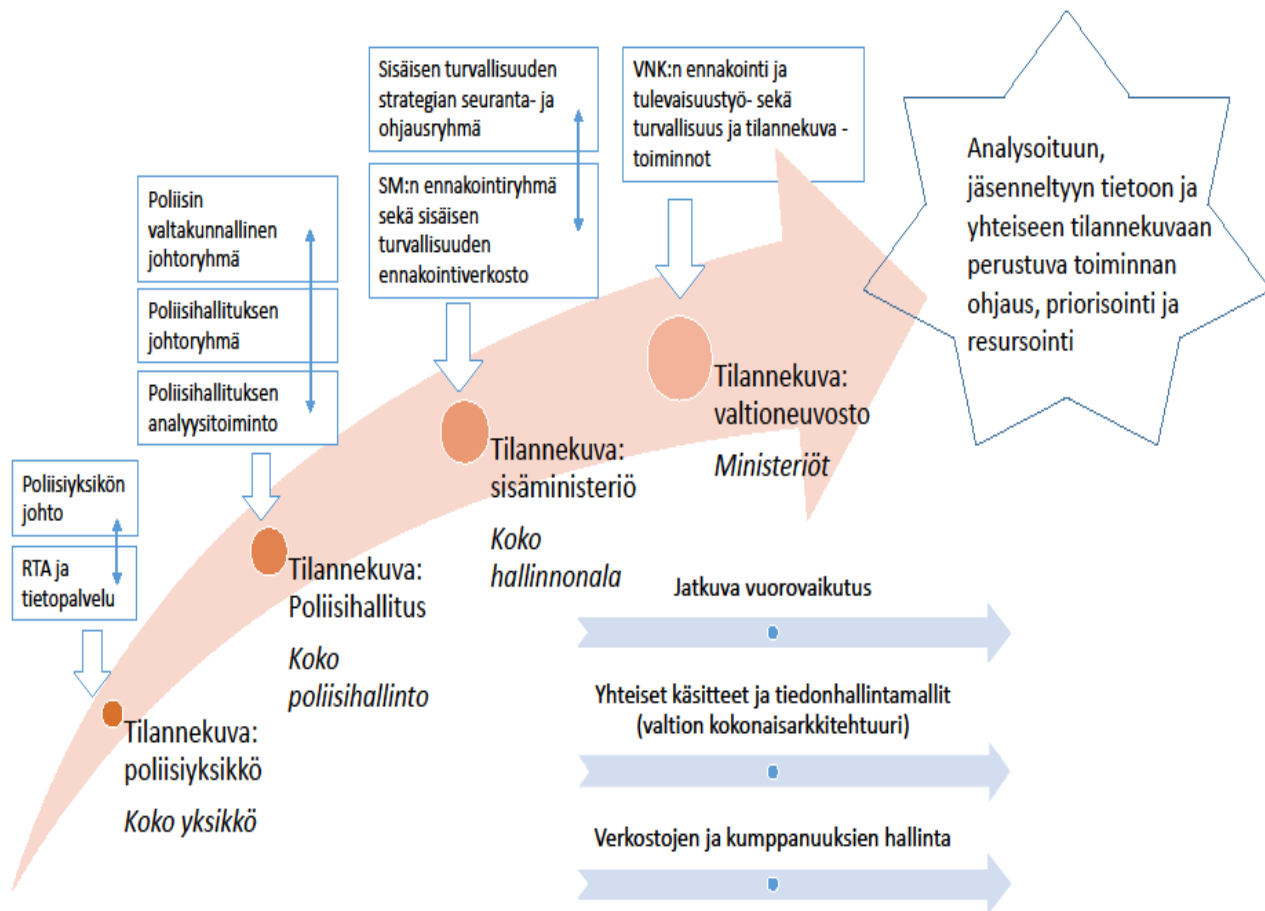 Sisäisen turvallisuuden
strategian seuranta- ja
ohjausryhmä
VNK:n ennakointi ja
tulevaisuustyö- sekä
turvallisuus ja tilannekuva -
toiminnot
Analysoituun,
jäsenneltyyn tietoon ja
yhteiseen tilannekuvaan
perustuva toiminnan
ohjaus, priorisointi ja
resursointi
Poliisin
valtakunnallinen
johtoryhmä
SM:n ennakointiryhmä
sekä sisäisen
turvallisuuden
ennakointiverkosto
Poliisihallituksen
johtoryhmä
Poliisihallituksen
analyysitoiminto
Tilannekuva:
valtioneuvosto
Ministeriöt
Tilannekuva:
sisäministeriö
Koko
hallinnonala
Poliisiyksikön
johto
RTA ja
tietopalvelu
Tilannekuva:
Poliisihallitus
Koko
poliisihallinto
Tilannekuva:
poliisiyksikkö
Koko yksikkö
Jatkuva vuorovaikutus
Yhteiset käsitteet ja tiedonhallintamallit
(valtion kokonaisarkkitehtuuri)
Verkostojen ja kumppanuuksien hallinta